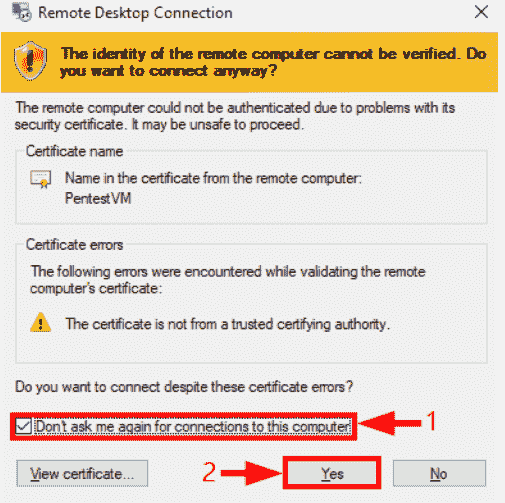 Remote Desktop Connection
The identity of the remote computer cannot be verified. Do
you want to connect anyway?
The remote computer could not be authenticated due to problems with its
security certificate. It may be unsafe to proceed.
Certificate name
Name in the certificate from the remote computer:
PentestVM
Certificate errors
The following errors were encountered while validating the remote
computer's certificate:
The certificate is not from a trusted certifying authority.
Do you want to connect despite these certificate errors?
Don't ask me again for connections to this computer 1
View certificate... 2 Yes No